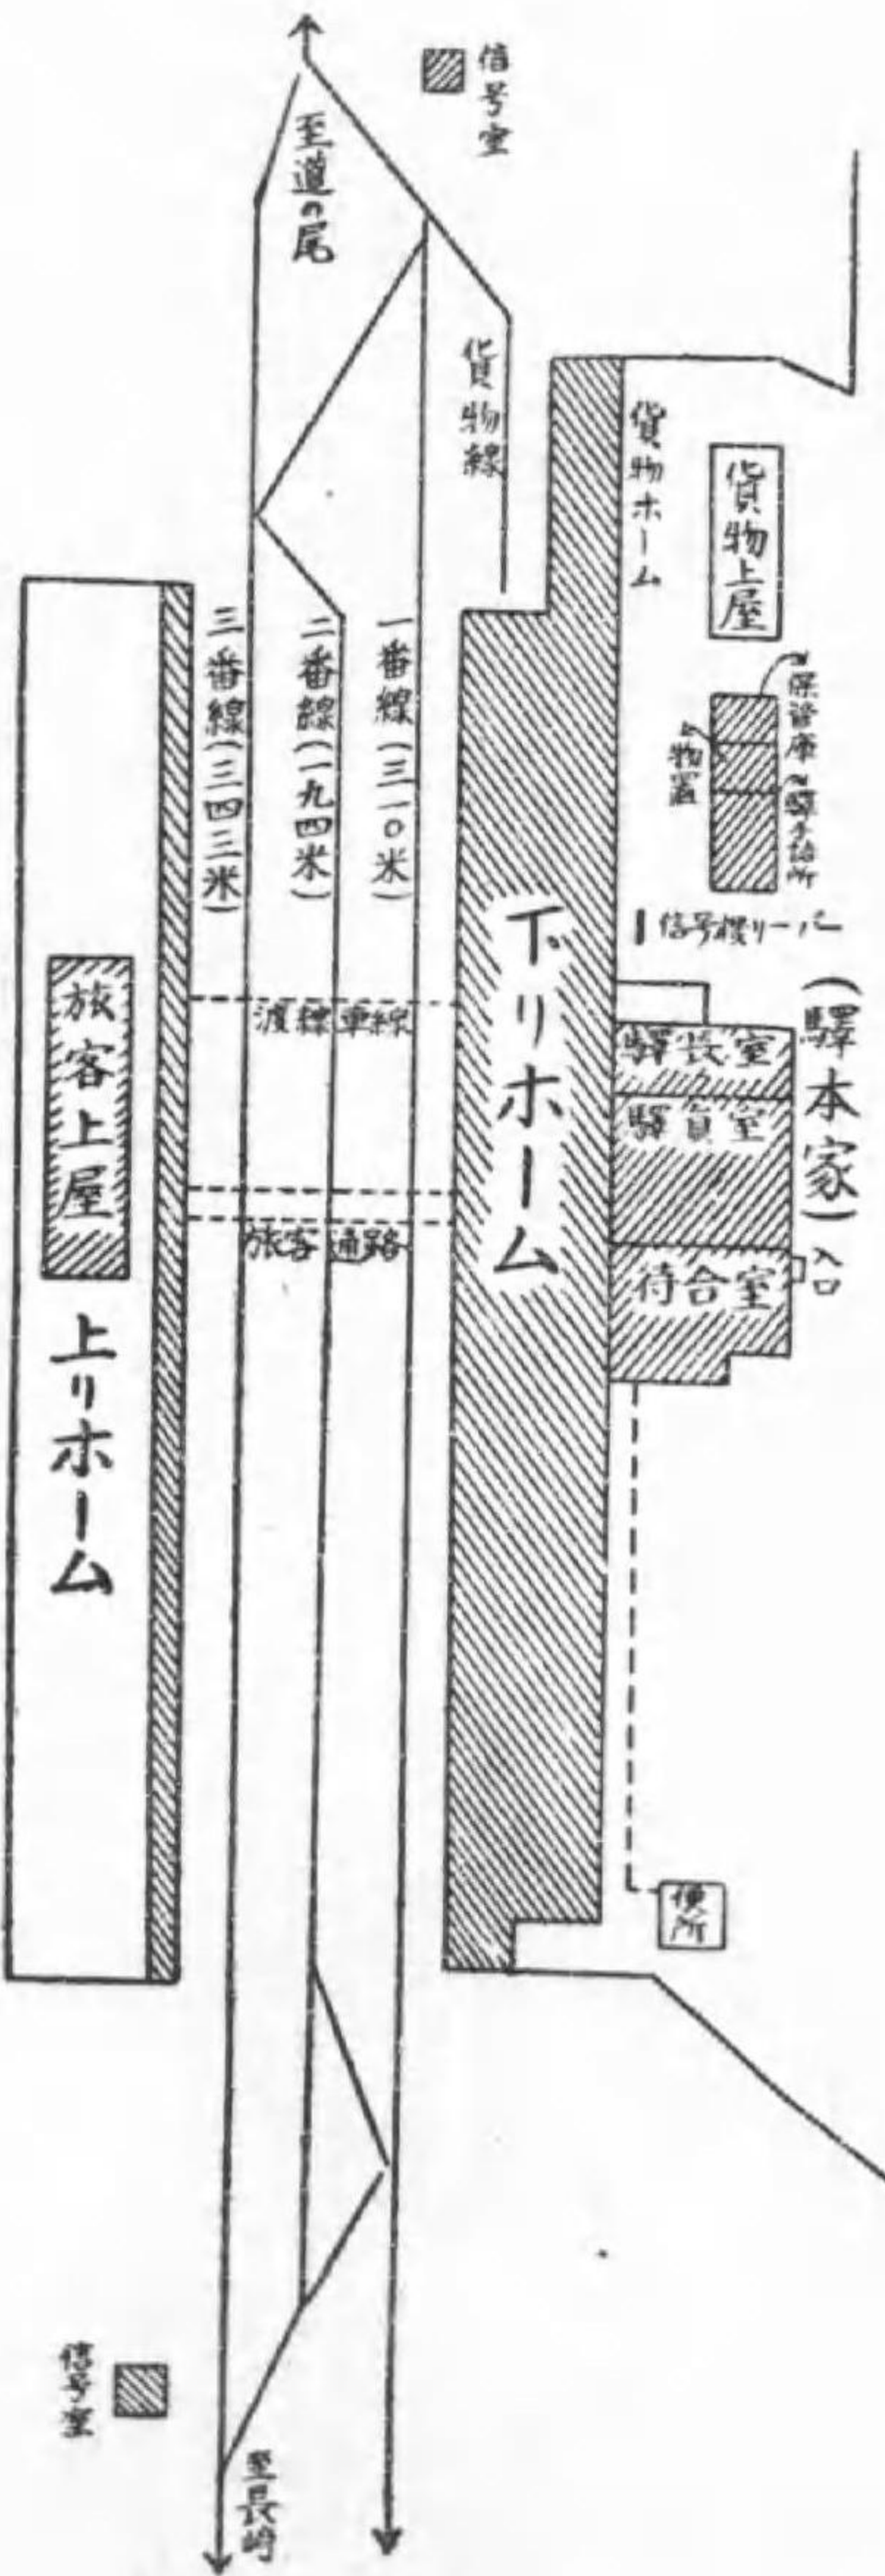 信号室
至道の尾
貨物線
貨物ホーム
貨物上屋
保管庫
物置
驛手詰所
信号機リーバー
一番線(三一〇米)
二番線(一九四米)
三番線(三四三米)
下リホーム
(驛本家)
驛長室
驛員室
待合室
入口
渡線車線
旅客通路
旅客上屋
上リホーム
便所
信号室
至長崎